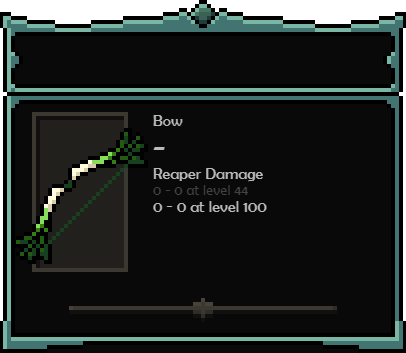 Bow
–
Reaper Damage
0 - 0 at level 44
0 - 0 at level 100